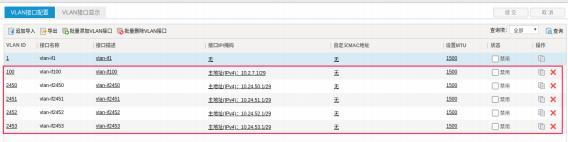 VLAN接口配置 VLAN接口显示 提 交 取 消
追加导入 导出 批量添加VLAN接口 批量删除VLAN接口 查询项: 全部 查询
VLAN ID 接口名称 接口描述 接口IP/掩码 自定义MAC地址 设置MTU 状态 操作
1 vlan-if1 vlan-if1 无 无 1500 禁用
100 vlan-if100 vlan-if100 主地址(IPv4): 10.2.7.1/29 无 1500 禁用
2450 vlan-if2450 vlan-if2450 主地址(IPv4): 10.24.50.1/29 无 1500 禁用
2451 vlan-if2451 vlan-if2451 主地址(IPv4): 10.24.51.1/29 无 1500 禁用
2452 vlan-if2452 vlan-if2452 主地址(IPv4): 10.24.52.1/29 无 1500 禁用
2453 vlan-if2453 vlan-if2453 主地址(IPv4): 10.24.53.1/29 无 1500 禁用